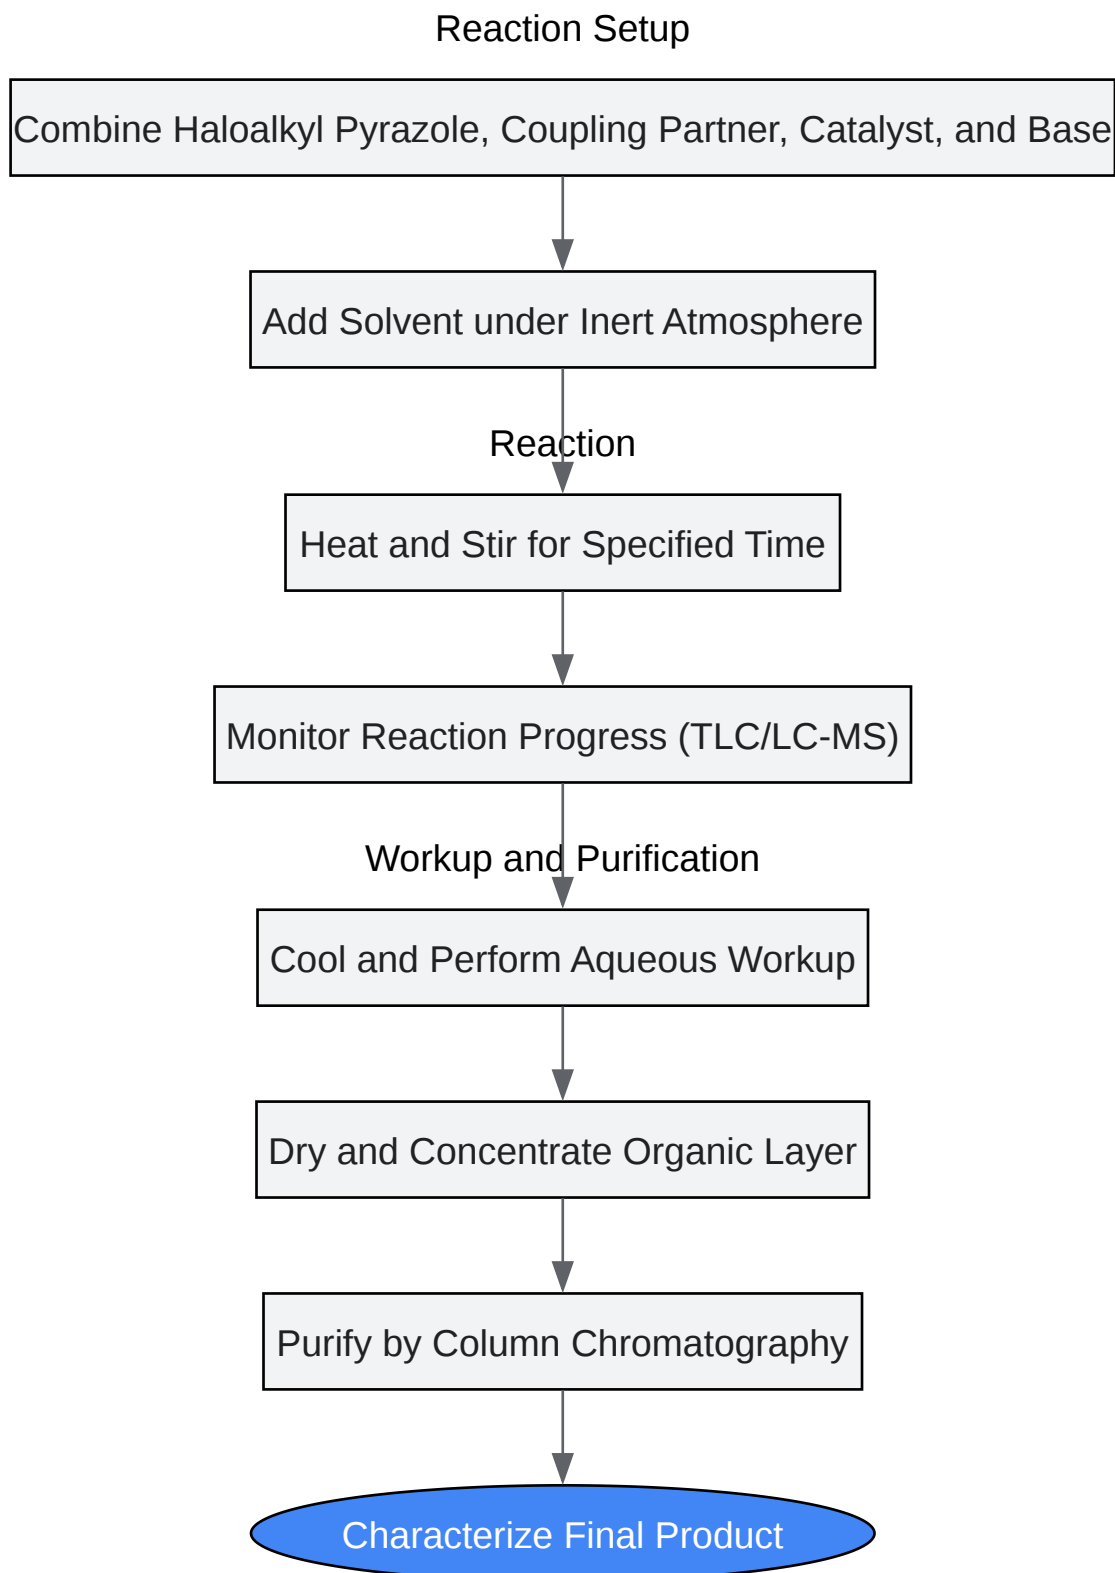 Reaction Setup
Combine Haloalkyl Pyrazole, Coupling Partner, Catalyst, and Base
Add Solvent under Inert Atmosphere
Reaction
Heat and Stir for Specified Time
Monitor Reaction Progress (TLC/LC-MS)
Workup and Purification
Cool and Perform Aqueous Workup
Dry and Concentrate Organic Layer
Purify by Column Chromatography
Characterize Final Product